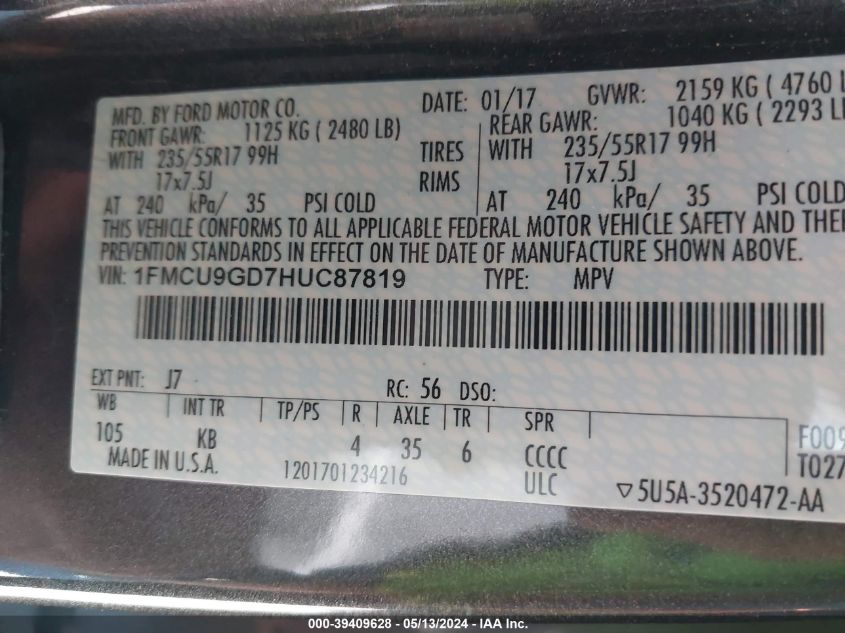 MFD. BY FORD MOTOR CO. DATE: 01/17 GVWR: 2159 KG ( 4760 L
FRONT GAWR: 1125 KG ( 2480 LB) REAR GAWR: 1040 KG ( 2293 L
WITH 235/55R17 99H TIRES WITH 235/55R17 99H
17x7.5J RIMS 17x7.5J
AT 240 kPa/ 35 PSI COLD AT 240 kPa/ 35 PSI COLD
THIS VEHICLE CONFORMS TO ALL APPLICABLE FEDERAL MOTOR VEHICLE SAFETY AND THE
PREVENTION STANDARDS IN EFFECT ON THE DATE OF MANUFACTURE SHOWN ABOVE.
VIN: 1FMCU9GD7HUC87819 TYPE: MPV
EXT PNT: J7 RC: 56 DSO:
WB INT TR TP/PS R AXLE TR SPR
105 KB 4 35 6 CCCC F009
MADE IN U.S.A. 1201701234216 ULC T027
▽5U5A-3520472-AA
000-39409628 - 05/13/2024 - IAA Inc.